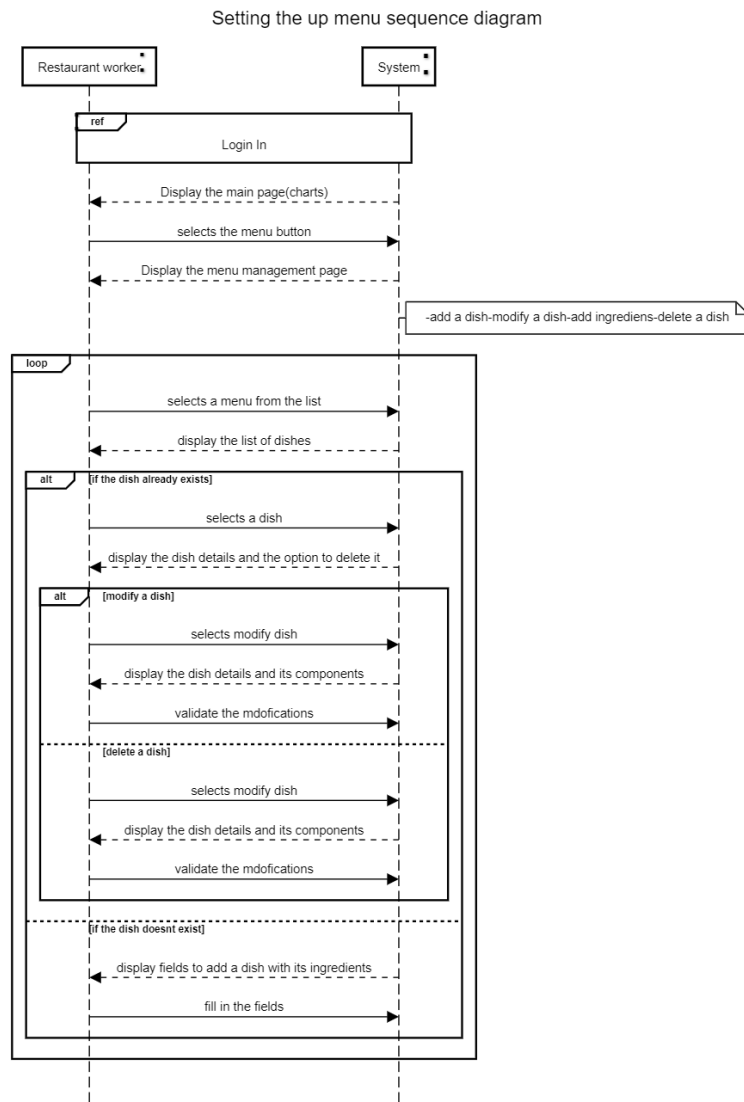 Setting the up menu sequence diagram
Restaurant worker
System
ref
Login In
Display the main page(charts)
selects the menu button
Display the menu management page
-add a dish-modify a dish-add ingrediens-delete a dish
loop
selects a menu from the list
display the list of dishes
alt
[if the dish already exists]
selects a dish
display the dish details and the option to delete it
alt
[modify a dish]
selects modify dish
display the dish details and its components
validate the mdofications
[delete a dish]
selects modify dish
display the dish details and its components
validate the mdofications
[if the dish doesnt exist]
display fields to add a dish with its ingredients
fill in the fields